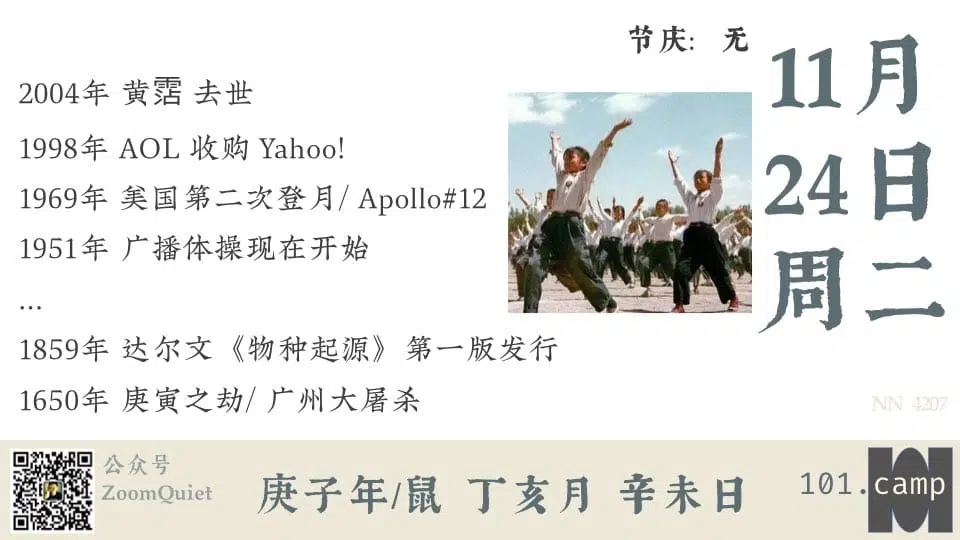 节庆: 无
11月
24日
周二
2004年 黄霑 去世
1998年 AOL 收购 Yahoo!
1969年 美国第二次登月/ Apollo#12
1951年 广播体操现在开始
...
1859年 达尔文《物种起源》第一版发行
1650年 庚寅之劫/ 广州大屠杀
NN 4207
公众号
ZoomQuiet
庚子年/鼠 丁亥月 辛未日
101.camp